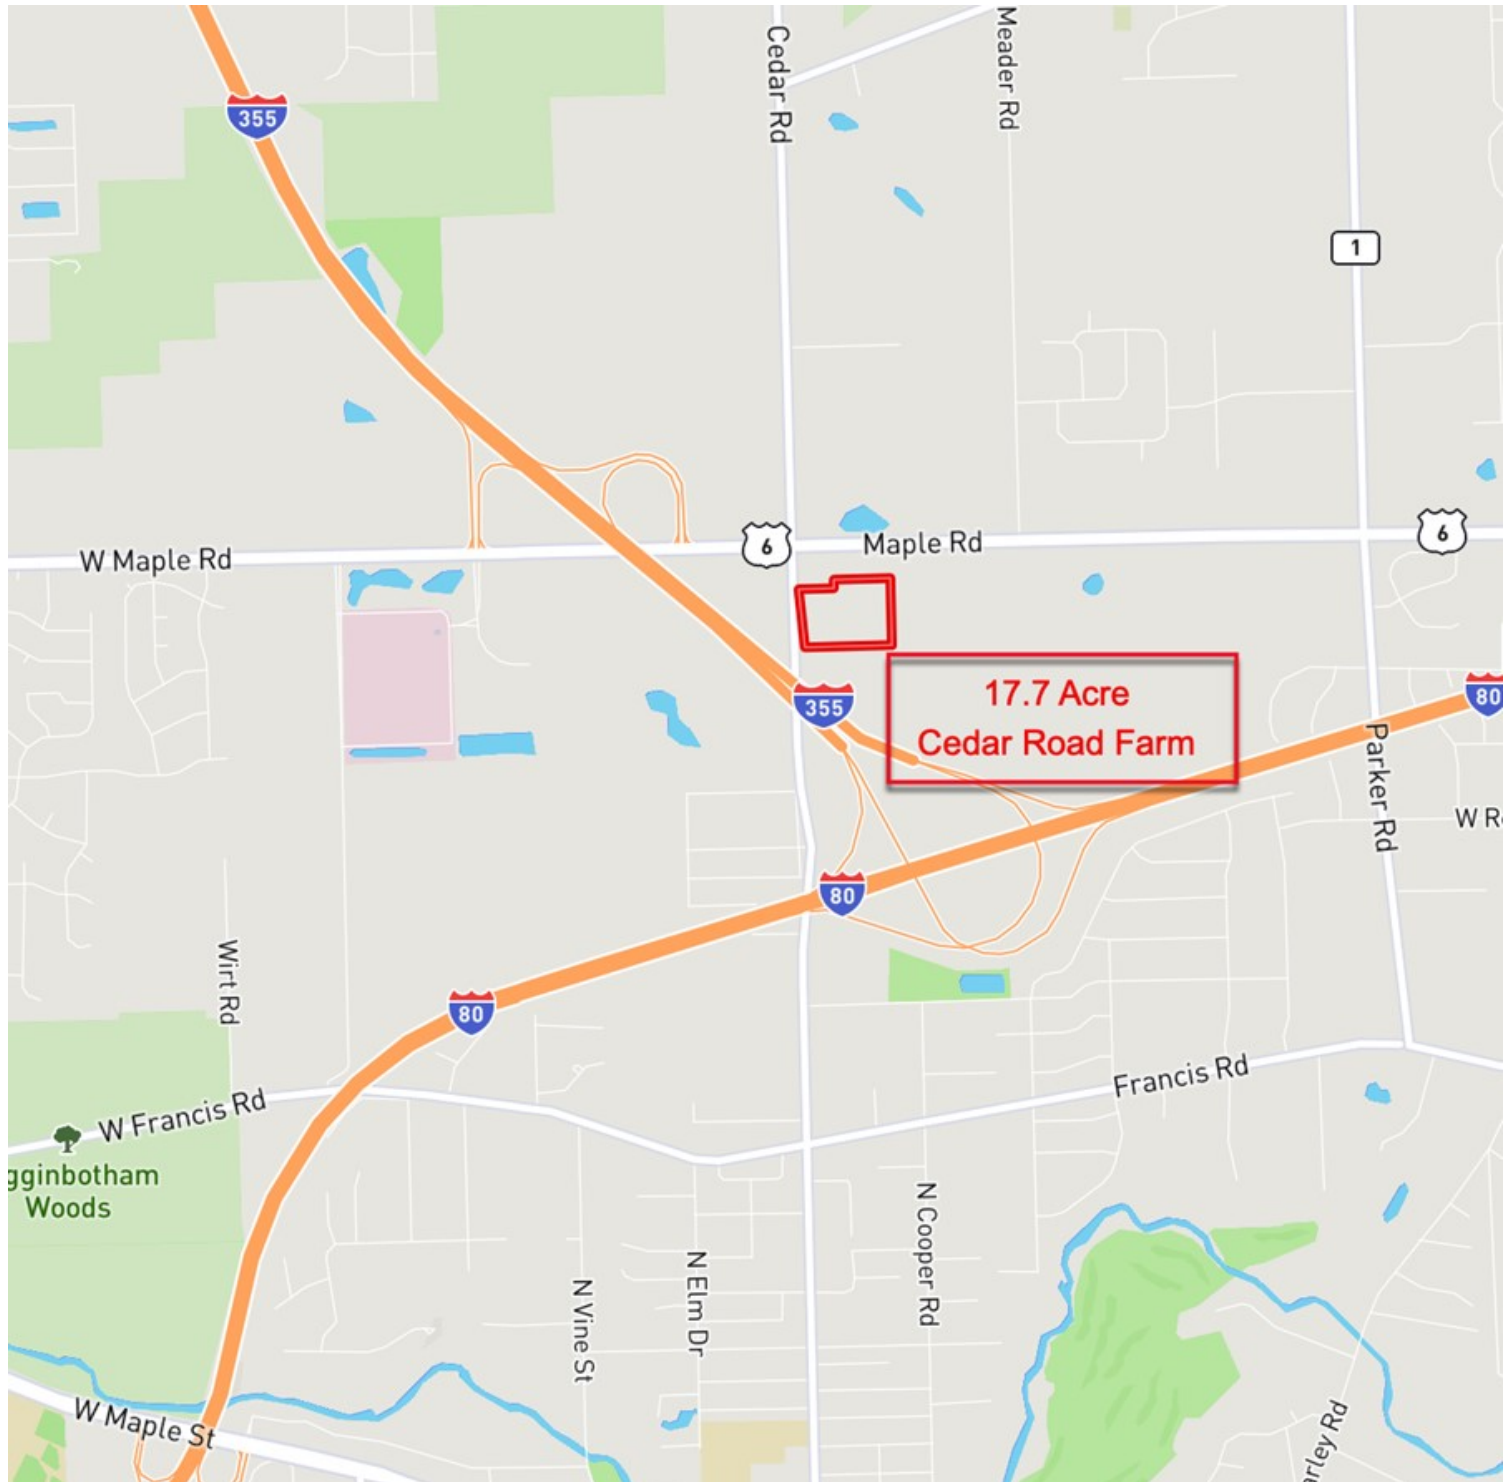 Cedar Rd
Meader Rd
355
1
W Maple Rd
6
Maple Rd
6
355
17.7 Acre
Cedar Road Farm
80
Parker Rd
W R
80
Wirt Rd
80
W Francis Rd
Francis Rd
gginbotham
Woods
N Cooper Rd
N Elm Dr
N Vine St
W Maple St
arley Rd